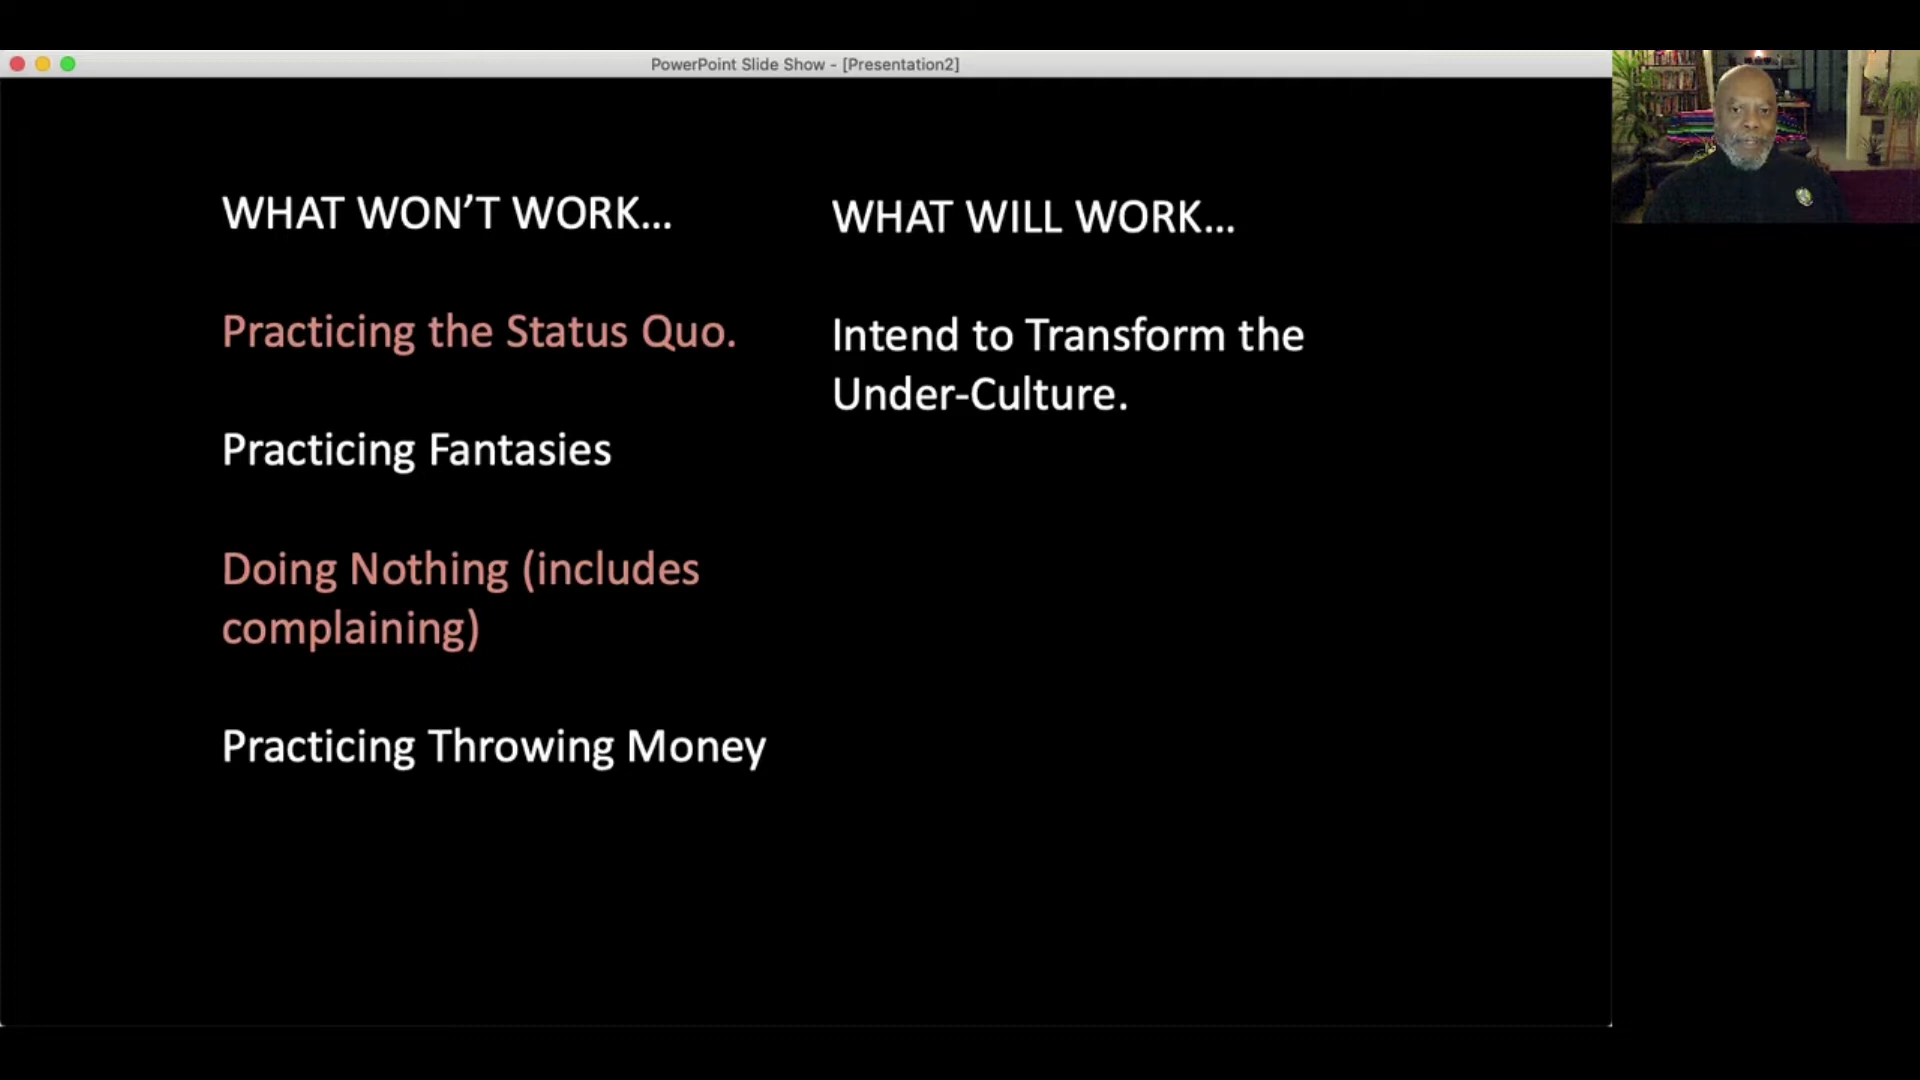 PowerPoint Slide Show - [Presentation2]
WHAT WON’T WORK...
Practicing the Status Quo.
Practicing Fantasies
Doing Nothing (includes
complaining)
Practicing Throwing Money
WHAT WILL WORK...
Intend to Transform the
Under-Culture.